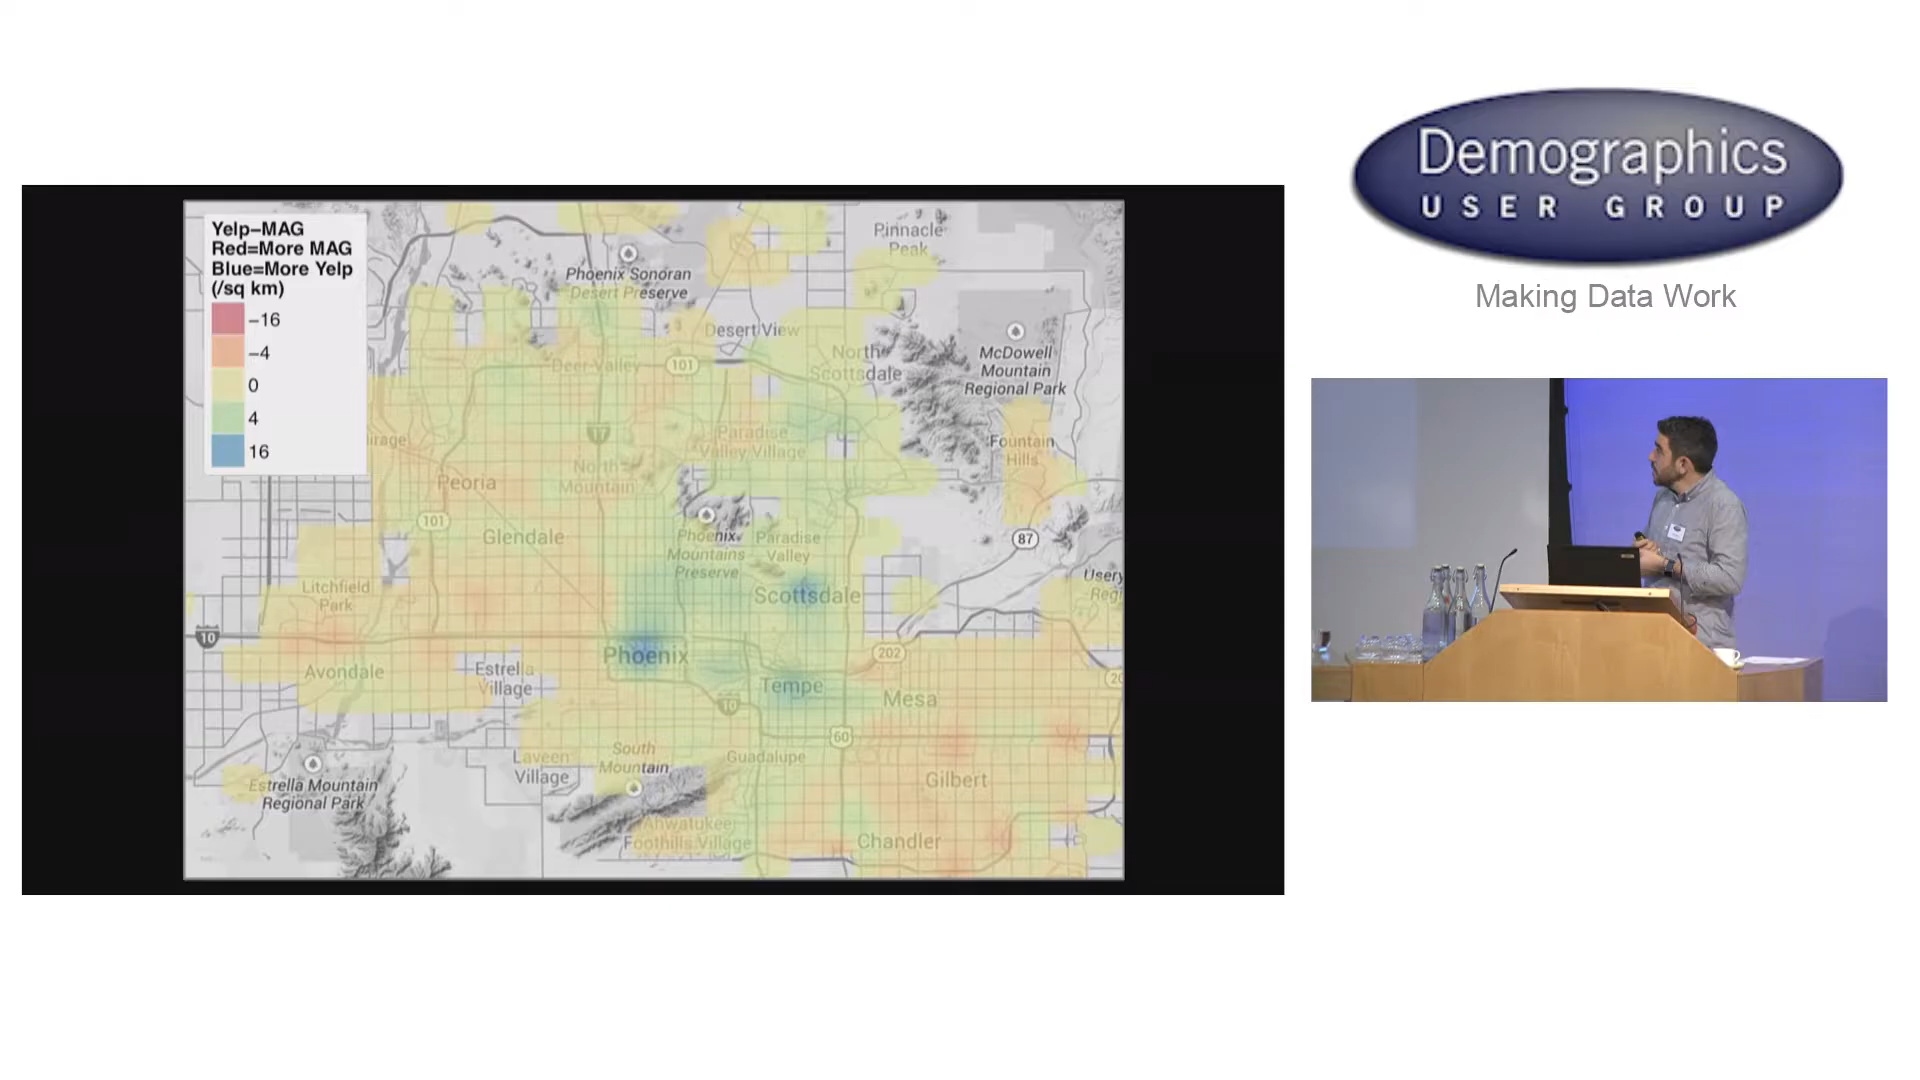 Yelp–MAG
Red=More MAG
Blue=More Yelp
(/sq km)
−16
−4
0
4
16
Pinnacle
Peak
Phoenix Sonoran
Desert Preserve
Desert View
North
Scottsdale
McDowell
Mountain
Regional Park
Deer Valley
101
17
Paradise
Valley Village
Fountain
Hills
North
Mountain
Peoria
101
Glendale
Phoenix
Mountains
Preserve
Paradise
Valley
87
Litchfield
Park
Scottsdale
10
Phoenix
202
Avondale
Estrella
Village
Tempe
Mesa
10
60
South
Mountain
Guadalupe
Laveen
Village
Gilbert
Estrella Mountain
Regional Park
Ahwatukee
Foothills Village
Chandler
Demographics
USER GROUP
Making Data Work